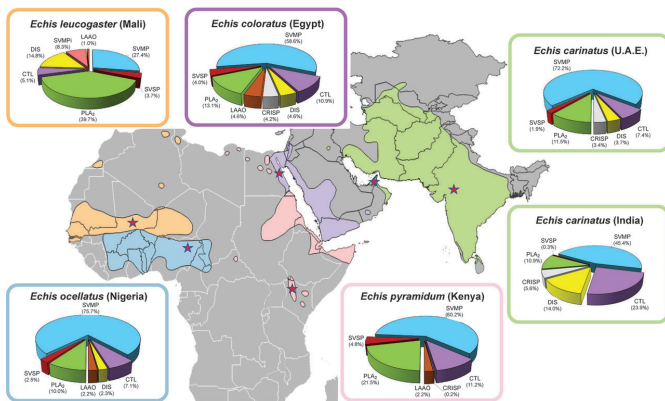 Echis leucogaster (Mali)
LAAO
(1.0%)
SVMPi
(8.3%)
DIS
(14.8%)
CTL
(5.1%)
SVMP
(27.4%)
SVSP
(3.7%)
PLA₂
(39.7%)
Echis coloratus (Egypt)
SVMP
(58.6%)
SVSP
(4.0%)
PLA₂
(13.1%)
LAAO
(4.6%)
CRISP
(4.2%)
DIS
(4.6%)
CTL
(10.9%)
Echis carinatus (U.A.E.)
SVMP
(72.2%)
SVSP
(1.9%)
PLA₂
(11.5%)
CRISP
(3.4%)
DIS
(3.7%)
CTL
(7.4%)
Echis carinatus (India)
SVMP
(45.4%)
SVSP
(0.3%)
PLA₂
(10.9%)
CRISP
(5.6%)
DIS
(14.0%)
CTL
(23.9%)
Echis ocellatus (Nigeria)
SVMP
(75.7%)
SVSP
(2.5%)
PLA₂
(10.0%)
LAAO
(2.2%)
DIS
(2.3%)
CTL
(7.1%)
Echis pyramidum (Kenya)
SVMP
(60.2%)
SVSP
(4.8%)
PLA₂
(21.5%)
LAAO
(2.2%)
CRISP
(0.2%)
CTL
(11.2%)